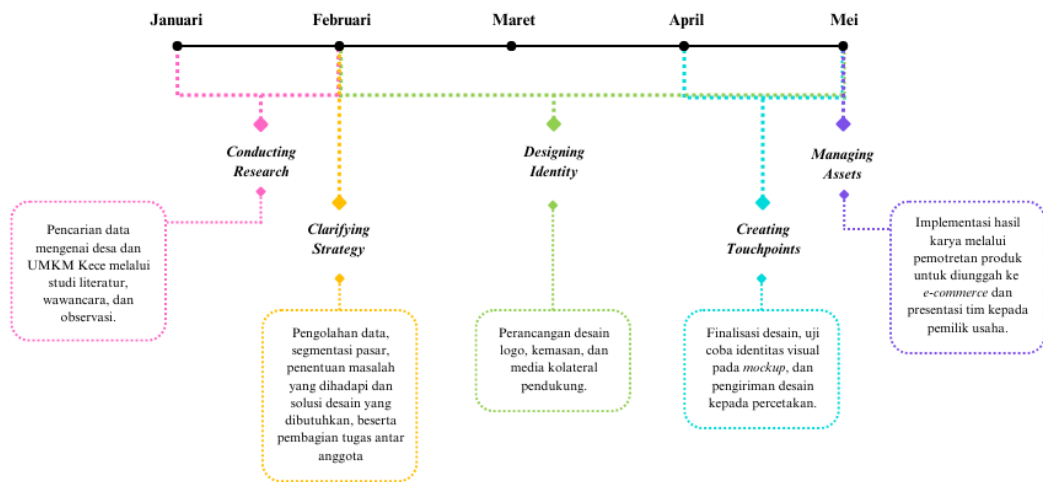 Januari
Februari
Maret
April
Mei
Conducting
Research
Pencarian data
mengenai desa dan
UMKM Kece melalui
studi literatur,
wawancara, dan
observasi.
Clarifying
Strategy
Pengolahan data,
segmentasi pasar,
penentuan masalah
yang dihadapi dan
solusi desain yang
dibutuhkan, beserta
pembagian tugas antar
anggota
Designing
Identity
Perancangan desain
logo, kemasan, dan
media kolateral
pendukung.
Creating
Touchpoints
Finalisasi desain, uji
coba identitas visual
pada mockup, dan
pengiriman desain
kepada percetakan.
Managing
Assets
Implementasi hasil
karya melalui
pemotretan produk
untuk diunggah ke
e-commerce dan
presentasi tim kepada
pemilik usaha.